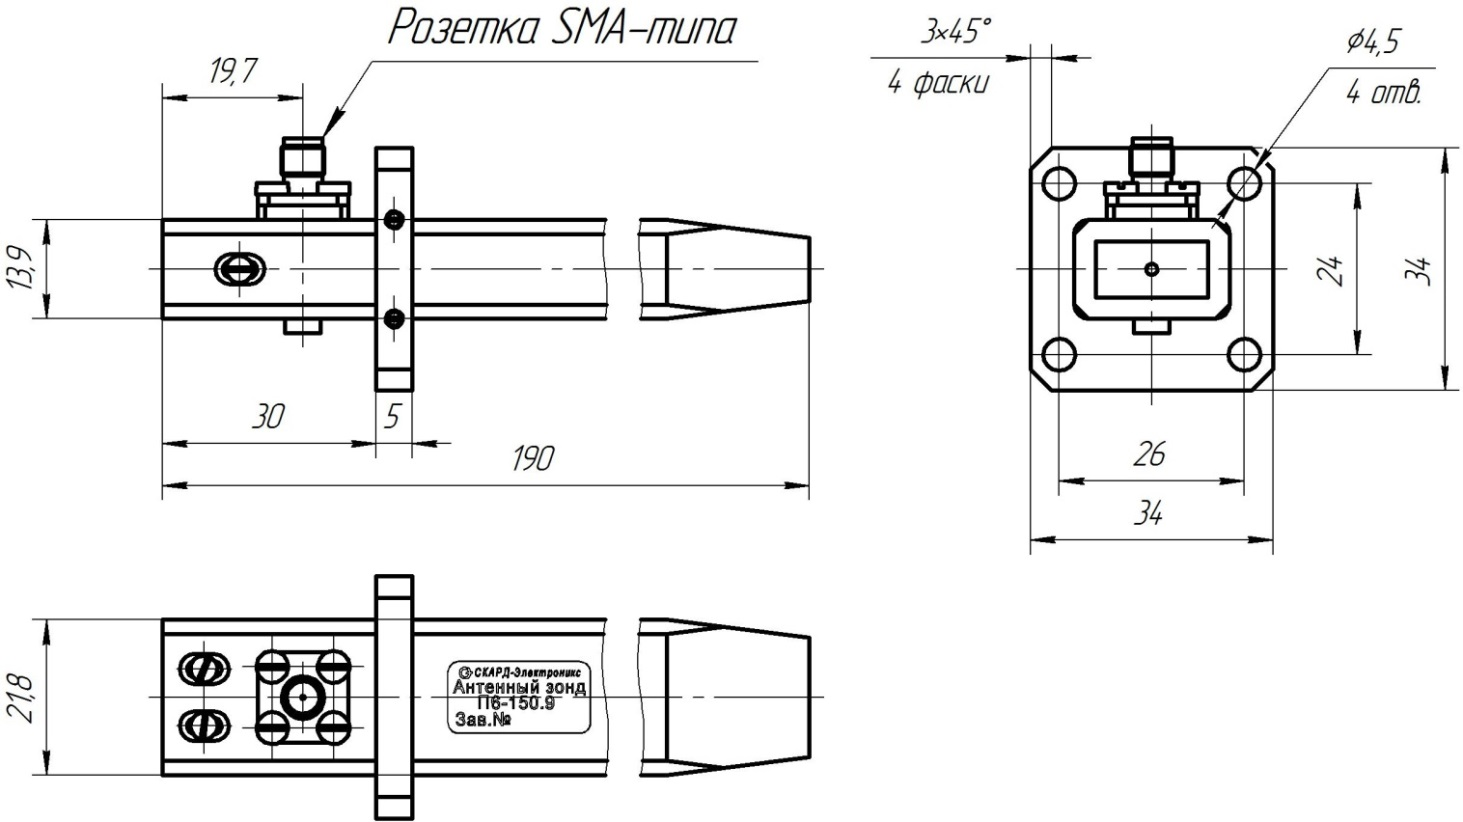 Розетка SMA-типа
19,7
13,9
30
5
190
3×45°
4 фаски
⌀4,5
4 отв.
24
34
26
34
21,8
СКАРД-Электроникс
Антенный зонд
П6-150.9
Зав.№